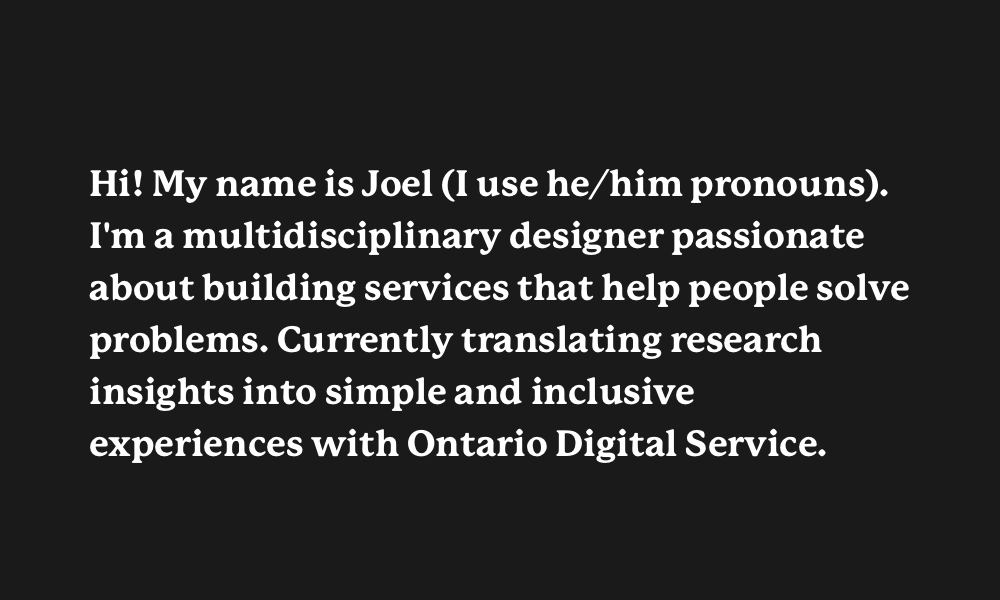 Hi! My name is Joel (I use he/him pronouns).
I'm a multidisciplinary designer passionate
about building services that help people solve
problems. Currently translating research
insights into simple and inclusive
experiences with Ontario Digital Service.